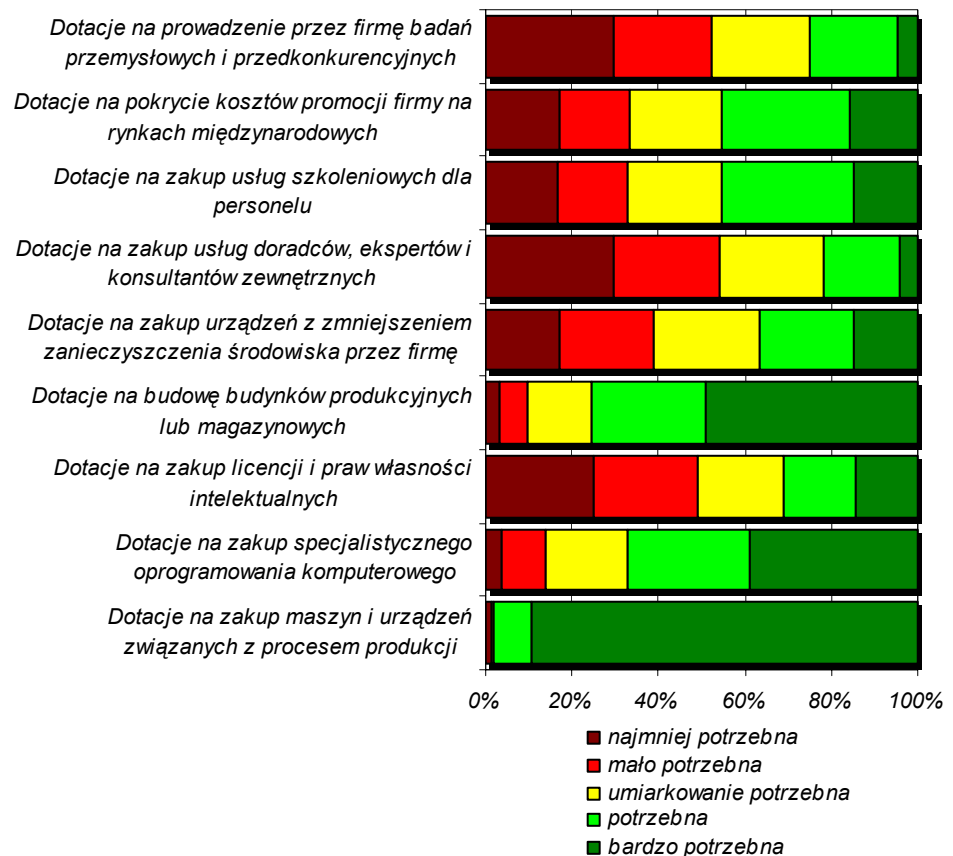 Dotacje na prowadzenie przez firmę badań
przemysłowych i przedkonkurencyjnych
Dotacje na pokrycie kosztów promocji firmy na
rynkach międzynarodowych
Dotacje na zakup usług szkoleniowych dla
personelu
Dotacje na zakup usług doradców, ekspertów i
konsultantów zewnętrznych
Dotacje na zakup urządzeń z zmniejszeniem
zanieczyszczenia środowiska przez firmę
Dotacje na budowę budynków produkcyjnych
lub magazynowych
Dotacje na zakup licencji i praw własności
intelektualnych
Dotacje na zakup specjalistycznego
oprogramowania komputerowego
Dotacje na zakup maszyn i urządzeń
związanych z procesem produkcji
0% 20% 40% 60% 80% 100%
najmniej potrzebna
mało potrzebna
umiarkowanie potrzebna
potrzebna
bardzo potrzebna